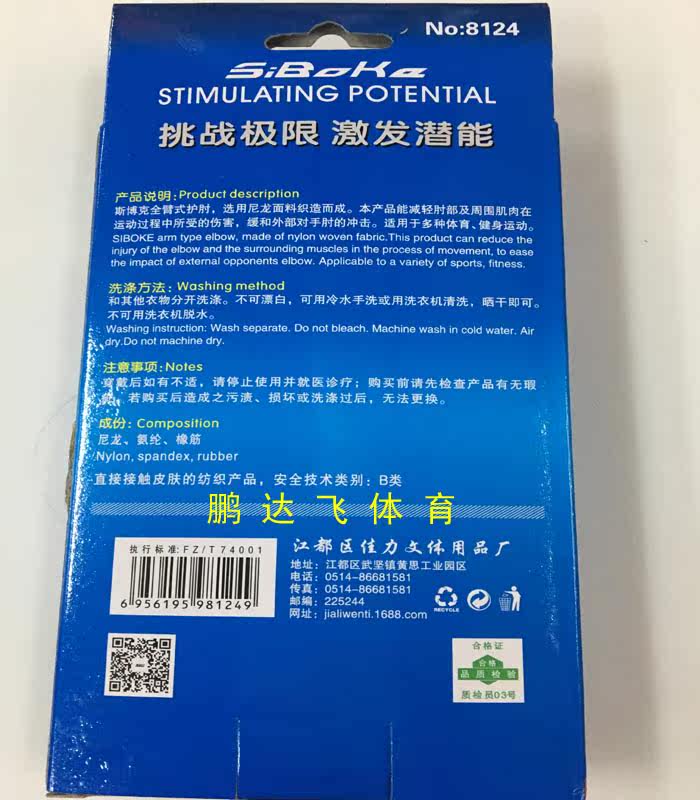 No:8124
SiBoKe
STIMULATING POTENTIAL
挑战极限 激发潜能
产品说明:Product description
斯博克全臂式护肘，选用尼龙面料织造而成。本产品能减轻肘部及周围肌肉在
运动过程中所受的伤害，缓和外部对手肘的冲击。适用于多种体育、健身运动。
SIBOKE arm type elbow, made of nylon woven fabric.This product can reduce the
injury of the elbow and the surrounding muscles in the process of movement, to ease
the impact of external opponents elbow. Applicable to a variety of sports, fitness.
洗涤方法: Washing method
和其他衣物分开洗涤。不可漂白，可用冷水手洗或用洗衣机清洗，晒干即可。
不可用洗衣机脱水。
Washing instruction: Wash separate. Do not bleach. Machine wash in cold water. Air
dry.Do not machine dry.
注意事项:Notes
穿戴后如有不适，请停止使用并就医诊疗；购买前请先检查产品有无瑕
疵，若购买后造成之污渍、损坏或洗涤过后，无法更换。
成份: Composition
尼龙、氨纶、橡筋
Nylon, spandex, rubber
直接接触皮肤的纺织产品，安全技术类别：B类
鹏达飞体育
执行标准:FZ/T74001
6 956195 981249
江都区佳力文体用品厂
地址：江都区武坚镇黄思工业园区
电话：0514-86681581
传真：0514-86681581
邮编：225244
网址：jialiwenti.1688.com
RECYCLE
合格证
合格
品质检验
质检员03号